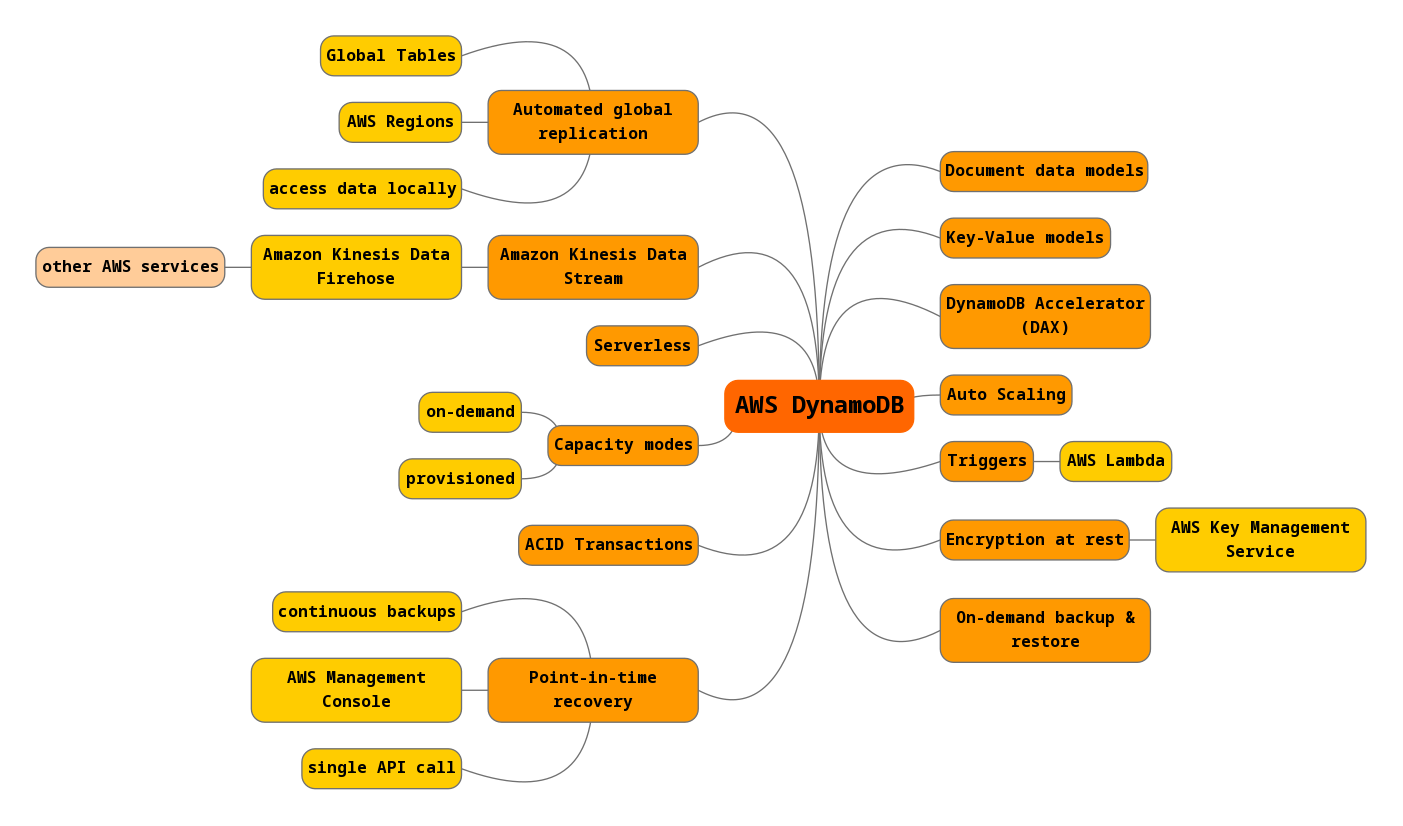 AWS DynamoDB
Automated global
replication
Global Tables
AWS Regions
access data locally
Amazon Kinesis Data
Stream
Amazon Kinesis Data
Firehose
other AWS services
Serverless
Capacity modes
on-demand
provisioned
ACID Transactions
Point-in-time
recovery
continuous backups
AWS Management
Console
single API call
Document data models
Key-Value models
DynamoDB Accelerator
(DAX)
Auto Scaling
Triggers
AWS Lambda
Encryption at rest
AWS Key Management
Service
On-demand backup &
restore